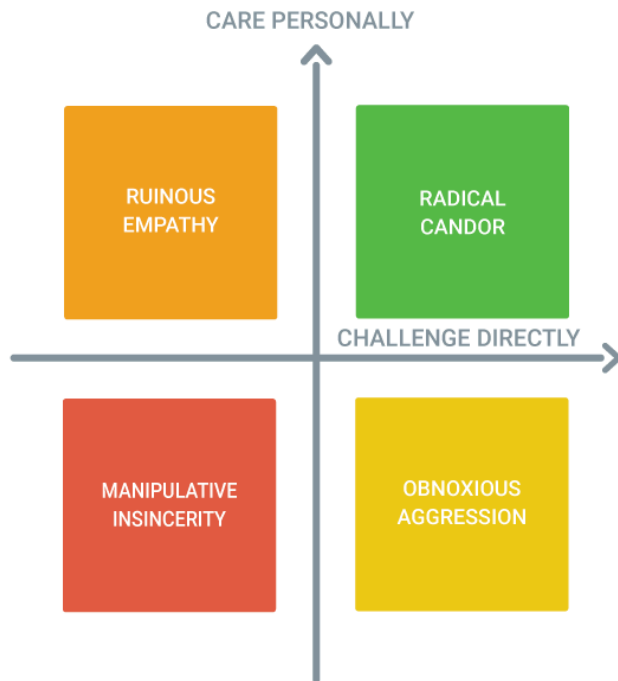 CARE PERSONALLY
RUINOUS
EMPATHY
RADICAL
CANDOR
CHALLENGE DIRECTLY
MANIPULATIVE
INSINCERITY
OBNOXIOUS
AGGRESSION